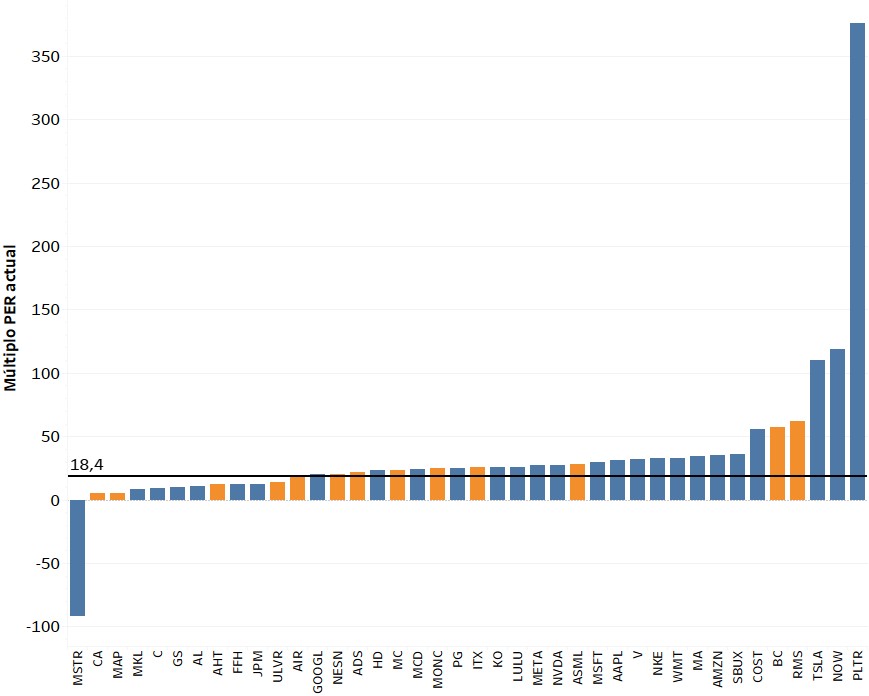 Múltiplo PER actual
350
300
250
200
150
100
50
0
-50
-100
18,4
MSTR
CA
MAP
MKL
C
GS
AL
AHT
FFH
JPM
ULVR
AIR
GOOGL
NESN
ADS
HD
MC
MCD
MONC
PG
ITX
KO
LULU
META
NVDA
ASML
MSFT
AAPL
V
NKE
WMT
MA
AMZN
SBUX
COST
BC
RMS
TSLA
NOW
PLTR